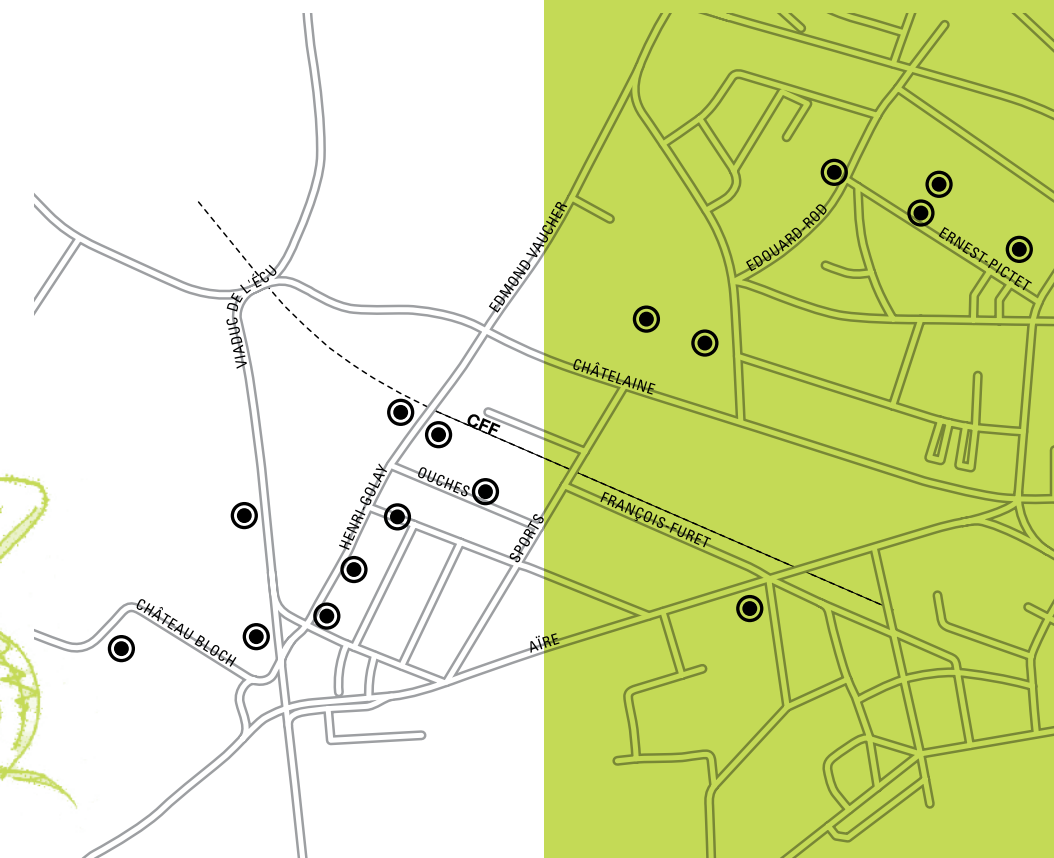 EDMOND-VAUCHER
EDOUARD-ROD
ERNEST-PICTET
VIADUC DE L'ÉCU
CHÂTELAINE
CFF
OUCHES
HENRI-GOLAY
FRANÇOIS-FURET
SPORTS
CHÂTEAU BLOCH
AÏRE